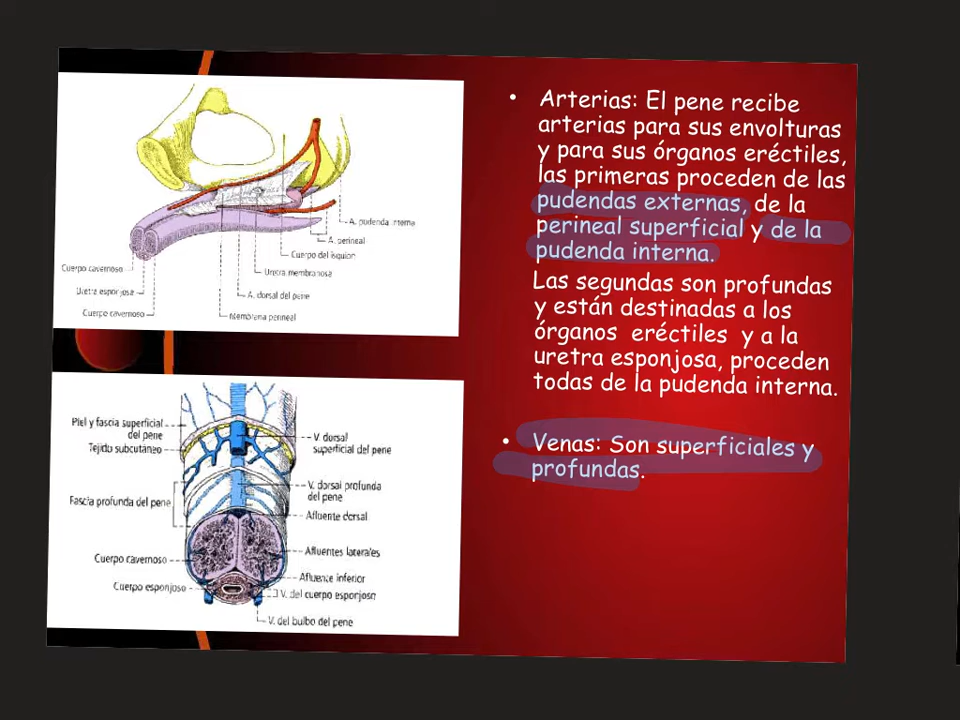 • Arterias: El pene recibe
arterias para sus envolturas
y para sus órganos eréctiles,
las primeras proceden de las
pudendas externas, de la
perineal superficial y de la
pudenda interna.
Las segundas son profundas
y están destinadas a los
órganos eréctiles y a la
uretra esponjosa, proceden
todas de la pudenda interna.
• Venas: Son superficiales y
profundas.
A. pudenda interna
A. perineal
Cuerpo del isquion
Uretra membranosa
A. dorsal del pene
Membrana perineal
Cuerpo cavernoso
Uretra esponjosa
Cuerpo cavernoso
Piel y fascia superficial
del pene
Tejido subcutáneo
Fascia profunda del pene
Cuerpo cavernoso
Cuerpo esponjoso
V. dorsal
superficial del pene
V. dorsal profunda
del pene
Afluente dorsal
Afluentes laterales
Afluente inferior
V. del cuerpo esponjoso
V. del bulbo del pene